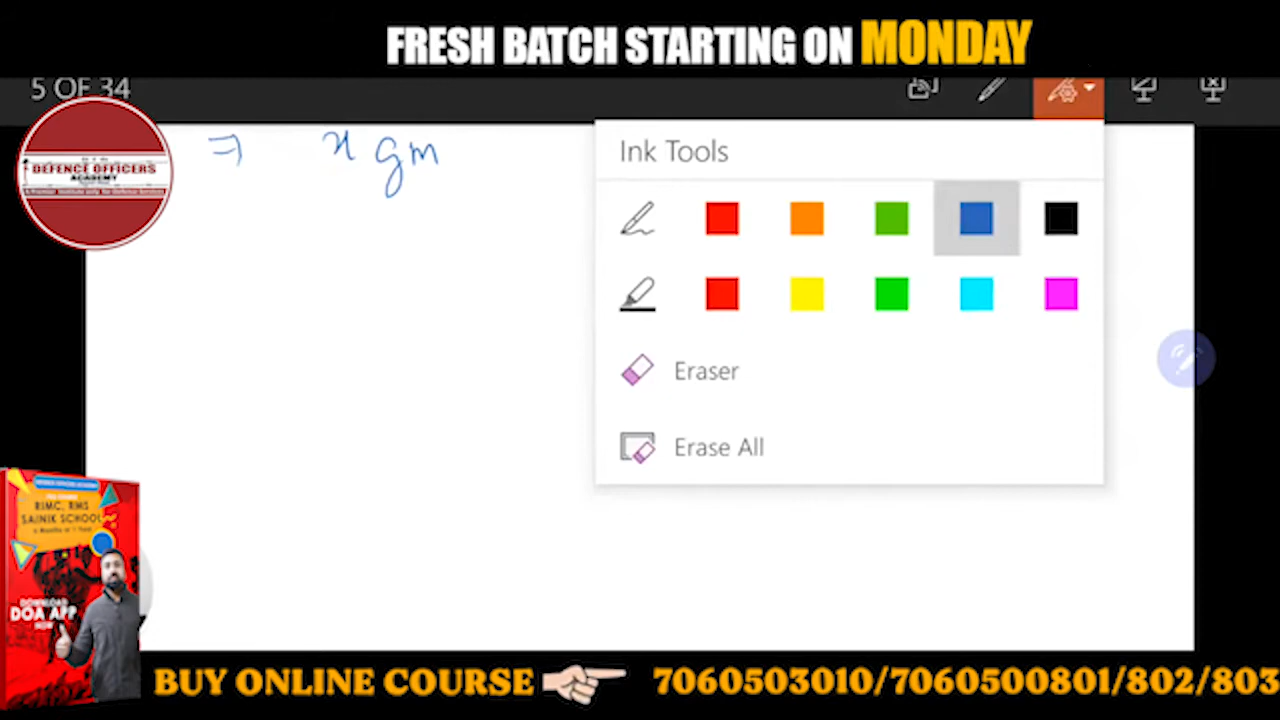 FRESH BATCH STARTING ON MONDAY
5 OF 34
DEFENCE OFFICERS
ACADEMY
⇒ x gm
Ink Tools
Eraser
Erase All
RIMC, RMS
SAINIK SCHOOL
DOWNLOAD
DOA APP
NOW
BUY ONLINE COURSE 7060503010/7060500801/802/803